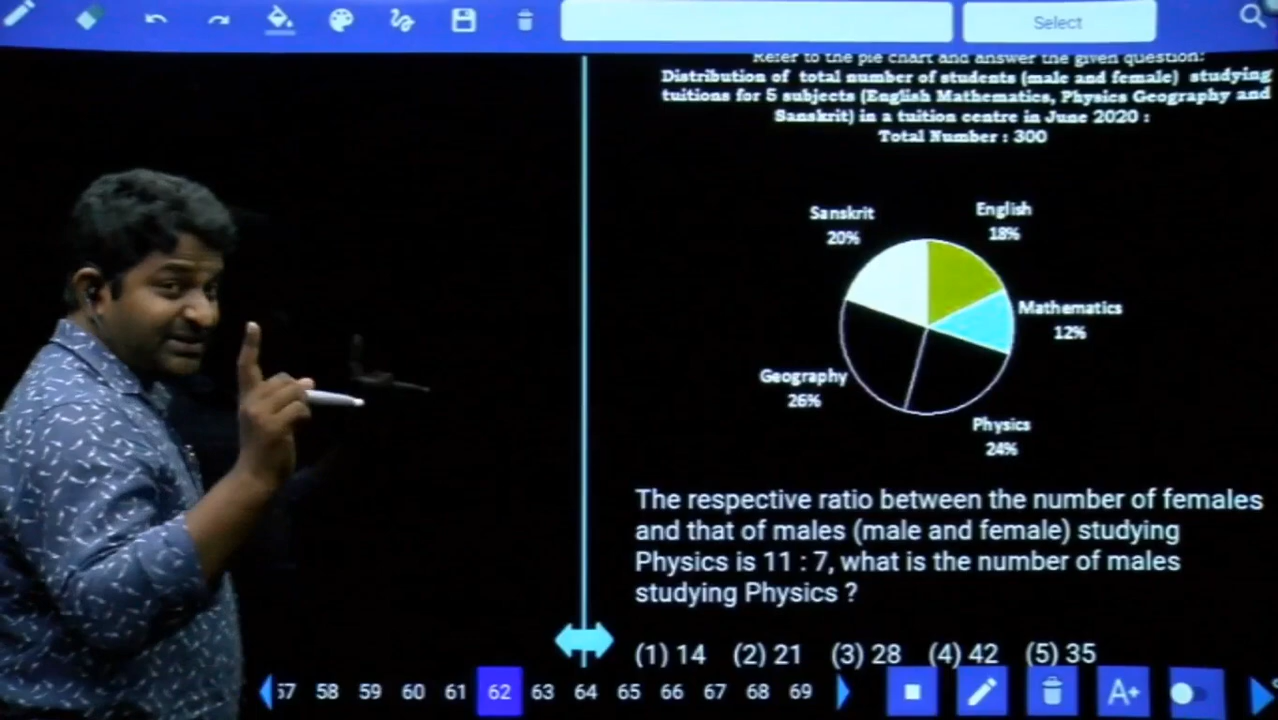 Select
Refer to the pie chart and answer the given question:
Distribution of total number of students (male and female) studying
tuitions for 5 subjects (English Mathematics, Physics Geography and
Sanskrit) in a tuition centre in June 2020 :
Total Number : 300
Sanskrit
20%
English
18%
Mathematics
12%
Geography
26%
Physics
24%
The respective ratio between the number of females
and that of males (male and female) studying
Physics is 11 : 7, what is the number of males
studying Physics ?
(1) 14 (2) 21 (3) 28 (4) 42 (5) 35
57 58 59 60 61 62 63 64 65 66 67 68 69
A+